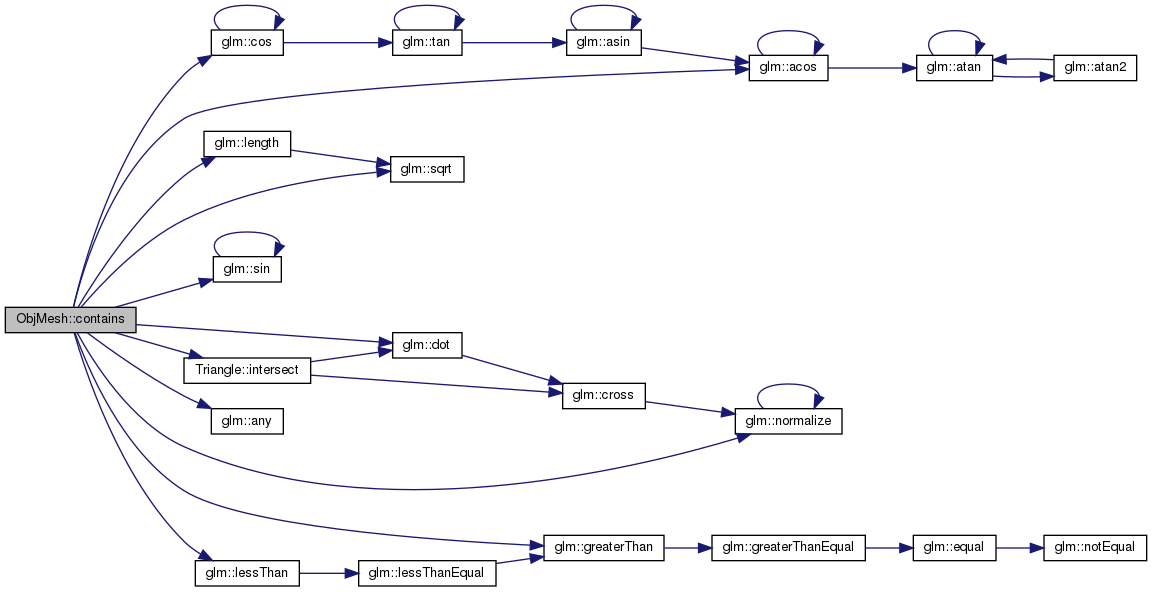 glm::cos
glm::tan
glm::asin
glm::acos
glm::atan
glm::atan2
glm::length
glm::sqrt
glm::sin
ObjMesh::contains
glm::dot
Triangle::intersect
glm::cross
glm::any
glm::normalize
glm::greaterThan
glm::greaterThanEqual
glm::equal
glm::notEqual
glm::lessThan
glm::lessThanEqual